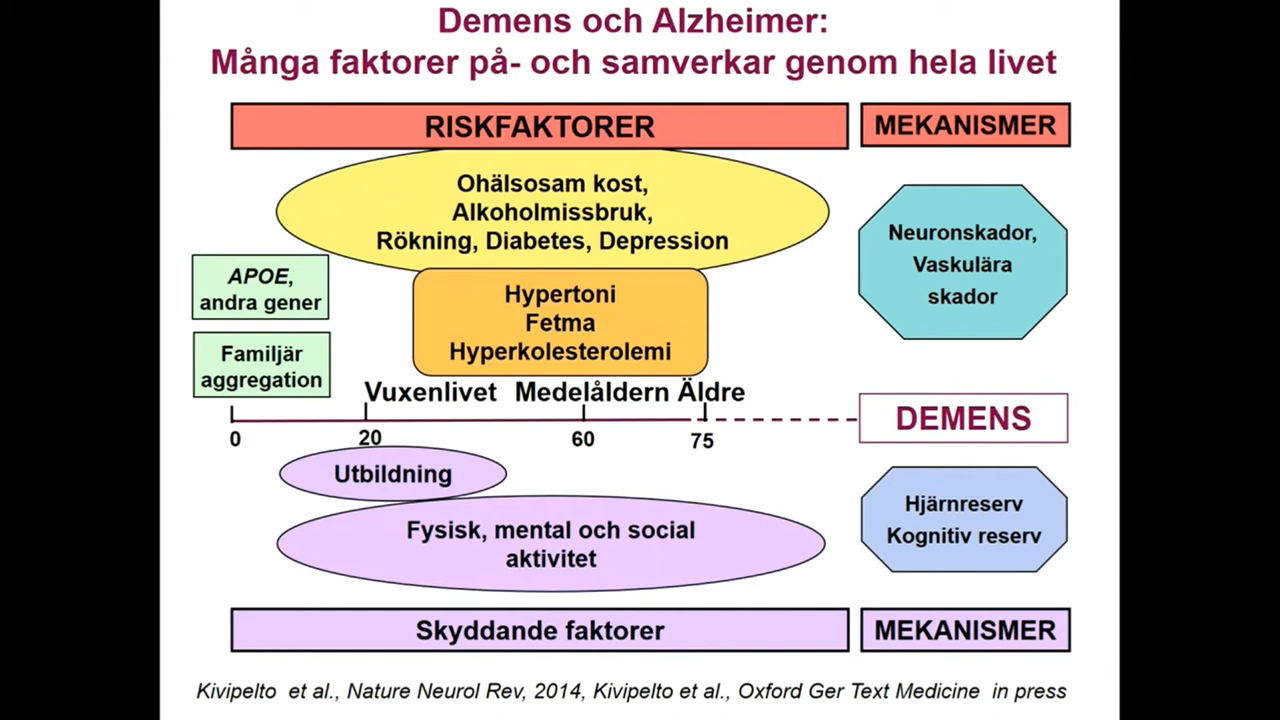 Demens och Alzheimer:
Många faktorer på- och samverkar genom hela livet
RISKFAKTORER
MEKANISMER
Ohälsosam kost,
Alkoholmissbruk,
Rökning, Diabetes, Depression
Neuronskador,
Vaskulära
skador
APOE,
andra gener
Hypertoni
Fetma
Hyperkolesterolemi
Familjär
aggregation
Vuxenlivet Medelåldern Äldre
DEMENS
0 20 60 75
Utbildning
Fysisk, mental och social
aktivitet
Hjärnreserv
Kognitiv reserv
Skyddande faktorer
MEKANISMER
Kivipelto et al., Nature Neurol Rev, 2014, Kivipelto et al., Oxford Ger Text Medicine in press